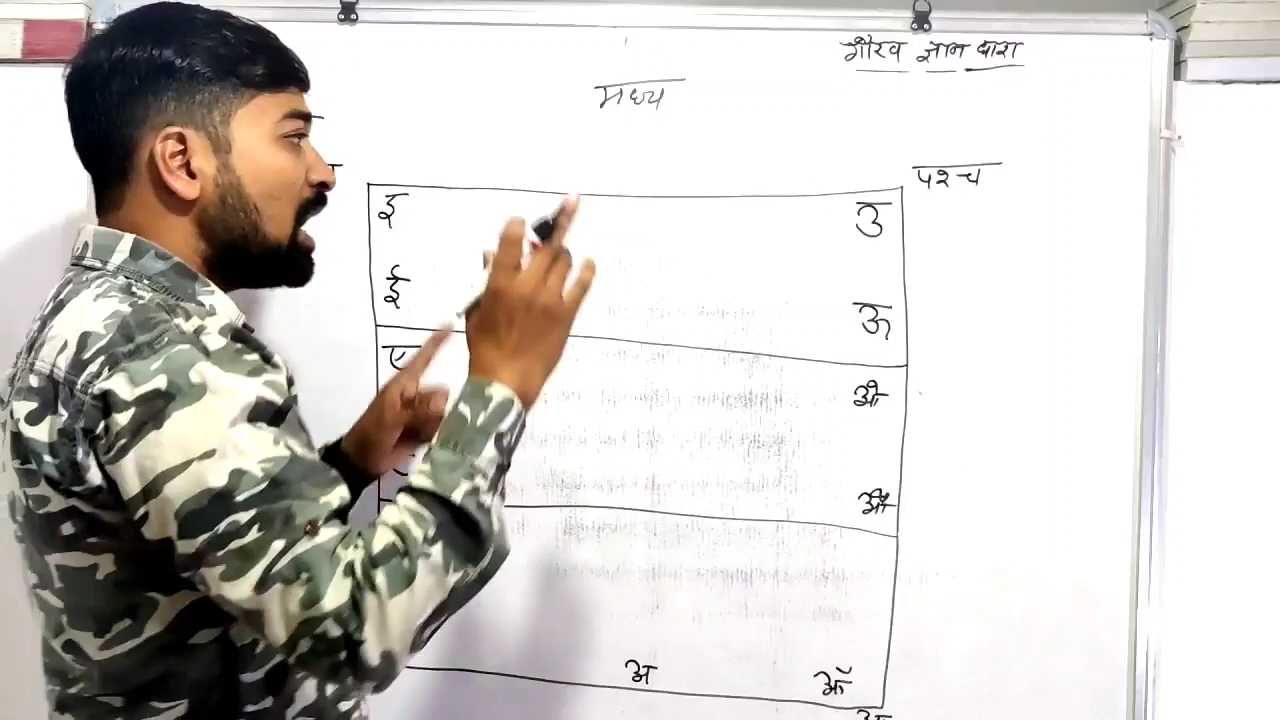 गौरव ज्ञान धारा
मध्य
पश्च
इ उ
ई ऊ
ए ओ
औ
अ ऑ